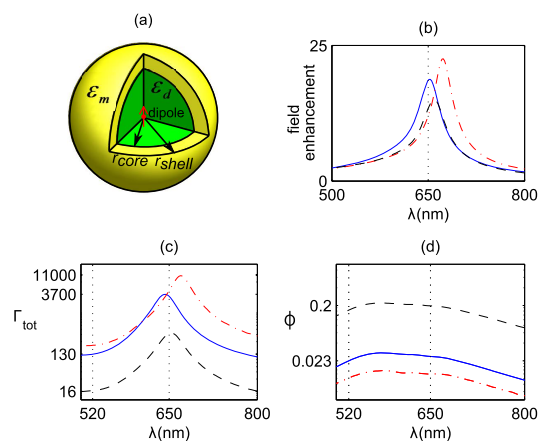 (a)
ε_m
ε_d
dipole
r_core
r_shell
(b)
25
field
enhancement
1
500
650
800
λ(nm)
(c)
11000
3700
Γ_tot
130
16
520
650
800
λ(nm)
(d)
0.2
ϕ
0.023
520
650
800
λ(nm)